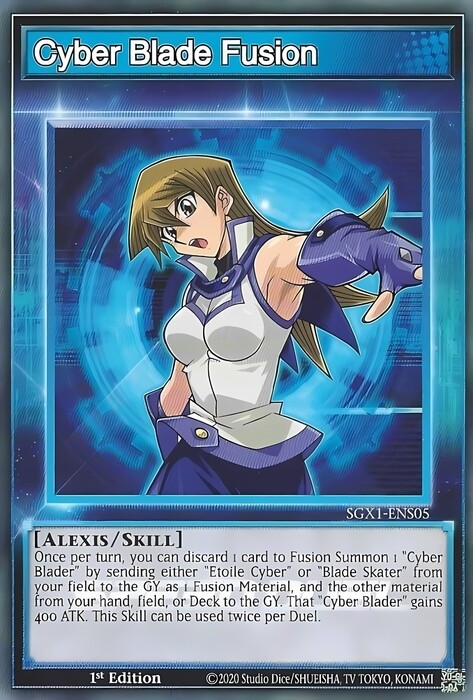 Cyber Blade Fusion
SGX1-ENS05
[ALEXIS/SKILL]
Once per turn, you can discard 1 card to Fusion Summon 1 "Cyber
Blader" by sending either "Etoile Cyber" or "Blade Skater" from
your field to the GY as 1 Fusion Material, and the other material
from your hand, field, or Deck to the GY. That "Cyber Blader" gains
400 ATK. This Skill can be used twice per Duel.
1st Edition
©2020 Studio Dice/SHUEISHA, TV TOKYO, KONAMI